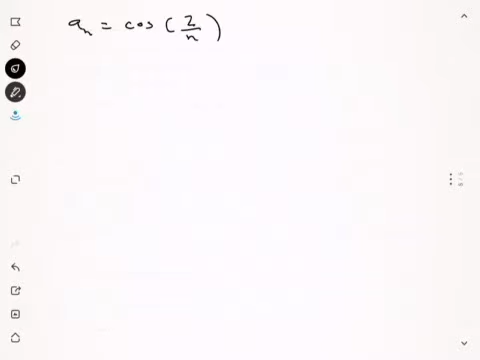 aₙ = cos (2/n)